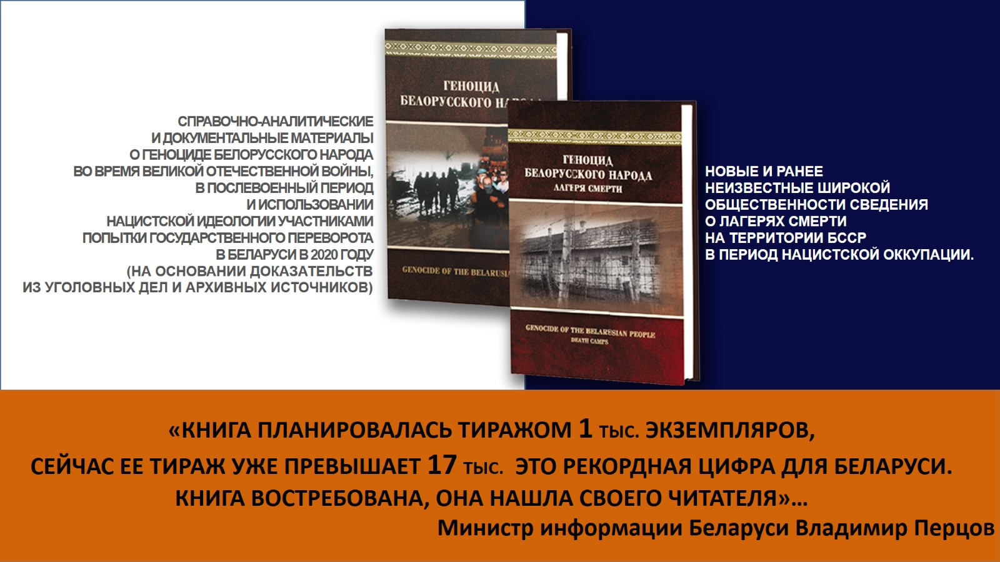 СПРАВОЧНО-АНАЛИТИЧЕСКИЕ
И ДОКУМЕНТАЛЬНЫЕ МАТЕРИАЛЫ
О ГЕНОЦИДЕ БЕЛОРУССКОГО НАРОДА
ВО ВРЕМЯ ВЕЛИКОЙ ОТЕЧЕСТВЕННОЙ ВОЙНЫ,
В ПОСЛЕВОЕННЫЙ ПЕРИОД
И ИСПОЛЬЗОВАНИИ
НАЦИСТСКОЙ ИДЕОЛОГИИ УЧАСТНИКАМИ
ПОПЫТКИ ГОСУДАРСТВЕННОГО ПЕРЕВОРОТА
В БЕЛАРУСИ В 2020 ГОДУ
(НА ОСНОВАНИИ ДОКАЗАТЕЛЬСТВ
ИЗ УГОЛОВНЫХ ДЕЛ И АРХИВНЫХ ИСТОЧНИКОВ)
ГЕНОЦИД
БЕЛОРУССКОГО НАРОДА
GENOCIDE OF THE BELARUSIA
ГЕНОЦИД
БЕЛОРУССКОГО НАРОДА
ЛАГЕРЯ СМЕРТИ
GENOCIDE OF THE BELARUSIAN PEOPLE
DEATH CAMPS
НОВЫЕ И РАНЕЕ
НЕИЗВЕСТНЫЕ ШИРОКОЙ
ОБЩЕСТВЕННОСТИ СВЕДЕНИЯ
О ЛАГЕРЯХ СМЕРТИ
НА ТЕРРИТОРИИ БССР
В ПЕРИОД НАЦИСТСКОЙ ОККУПАЦИИ.
«КНИГА ПЛАНИРОВАЛАСЬ ТИРАЖОМ 1 ТЫС. ЭКЗЕМПЛЯРОВ,
СЕЙЧАС ЕЕ ТИРАЖ УЖЕ ПРЕВЫШАЕТ 17 ТЫС. ЭТО РЕКОРДНАЯ ЦИФРА ДЛЯ БЕЛАРУСИ.
КНИГА ВОСТРЕБОВАНА, ОНА НАШЛА СВОЕГО ЧИТАТЕЛЯ»…
Министр информации Беларуси Владимир Перцов